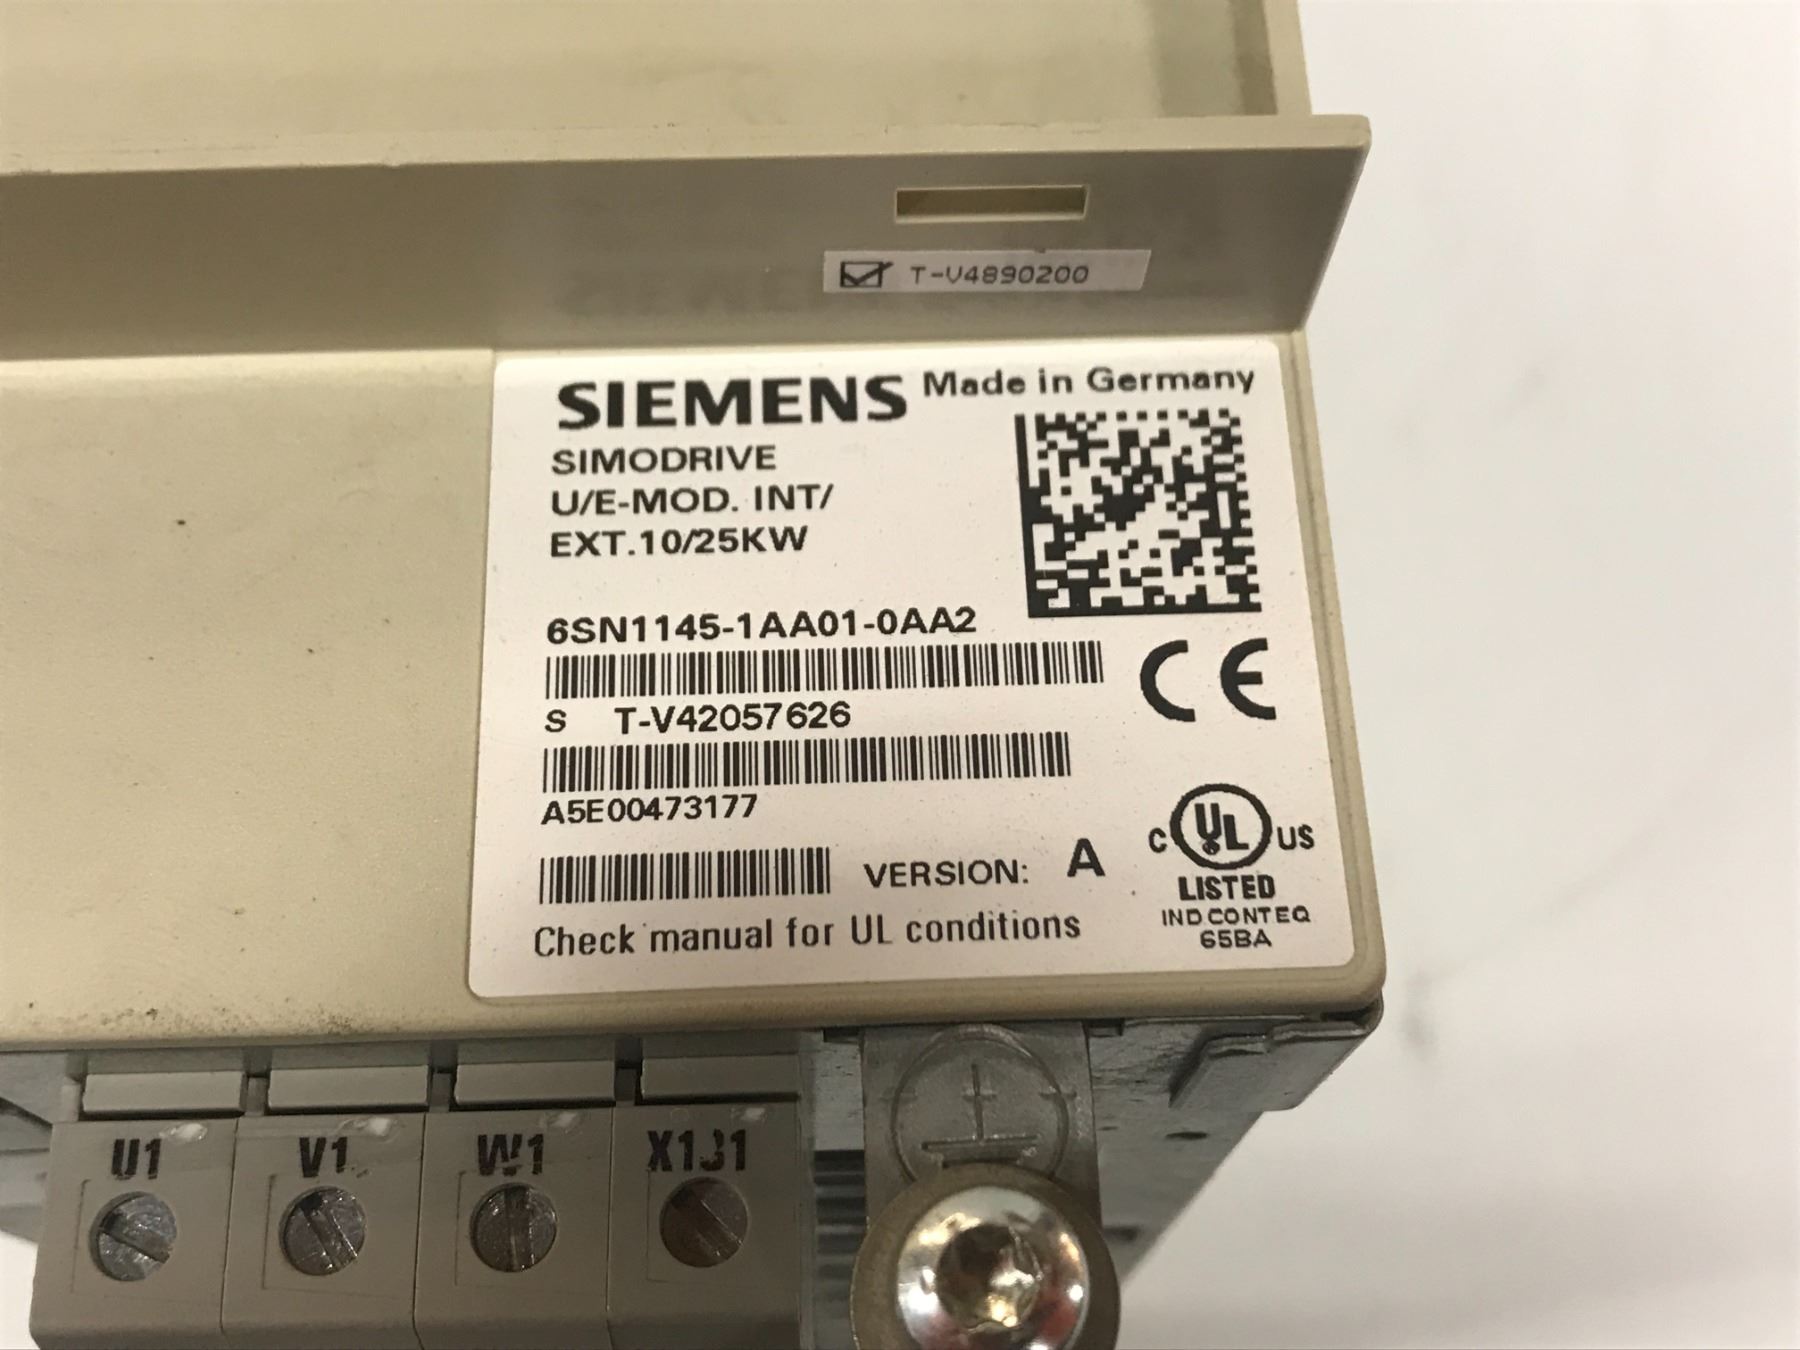 T-V4890200
SIEMENS Made in Germany
SIMODRIVE
U/E-MOD. INT/
EXT.10/25KW
6SN1145-1AA01-0AA2
S T-V42057626
A5E00473177
VERSION: A
Check manual for UL conditions
CE
C UL US
LISTED
IND CONT EQ
65BA
U1 V1 W1 X131